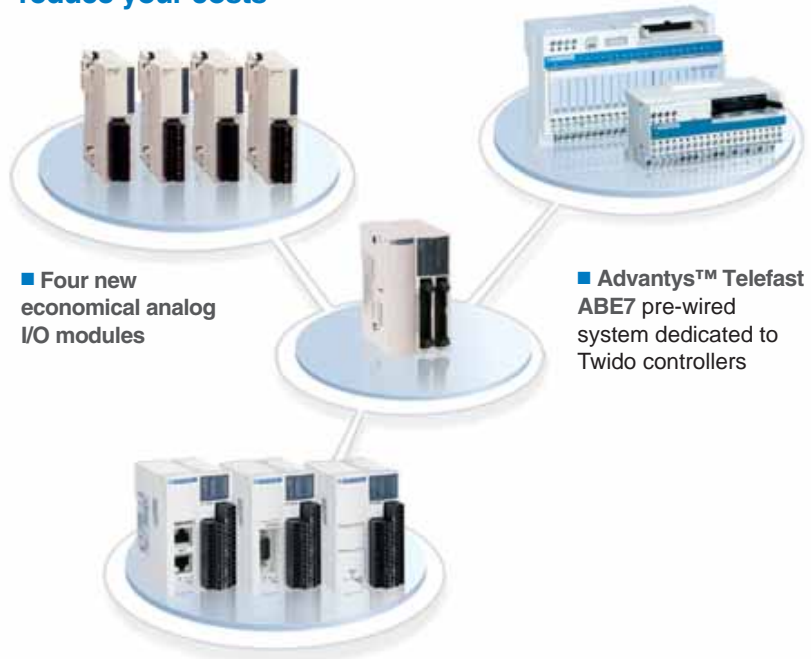 reduce your costs
■ Four new
economical analog
I/O modules
■ Advantys™ Telefast
ABE7 pre-wired
system dedicated to
Twido controllers